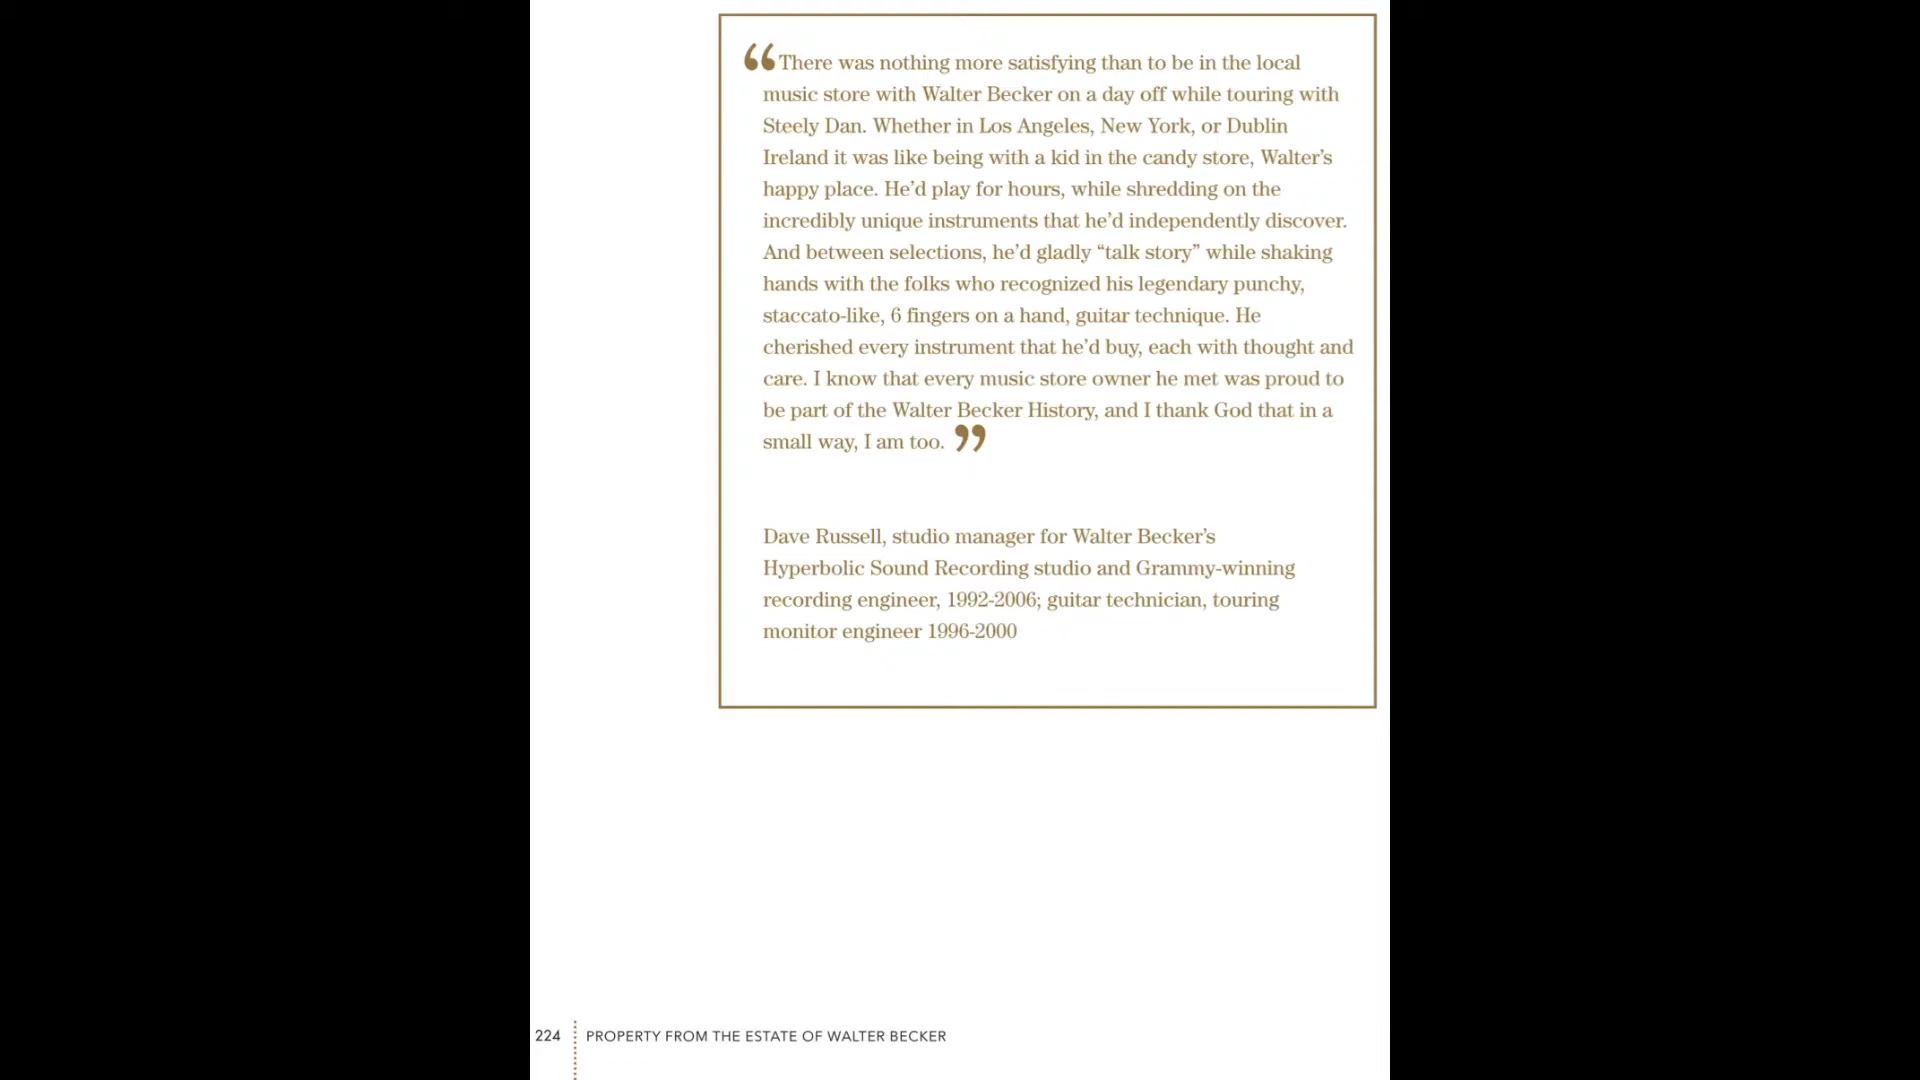 “There was nothing more satisfying than to be in the local
music store with Walter Becker on a day off while touring with
Steely Dan. Whether in Los Angeles, New York, or Dublin
Ireland it was like being with a kid in the candy store, Walter’s
happy place. He’d play for hours, while shredding on the
incredibly unique instruments that he’d independently discover.
And between selections, he’d gladly “talk story” while shaking
hands with the folks who recognized his legendary punchy,
staccato-like, 6 fingers on a hand, guitar technique. He
cherished every instrument that he’d buy, each with thought and
care. I know that every music store owner he met was proud to
be part of the Walter Becker History, and I thank God that in a
small way, I am too. ”
Dave Russell, studio manager for Walter Becker’s
Hyperbolic Sound Recording studio and Grammy-winning
recording engineer, 1992-2006; guitar technician, touring
monitor engineer 1996-2000
224 PROPERTY FROM THE ESTATE OF WALTER BECKER